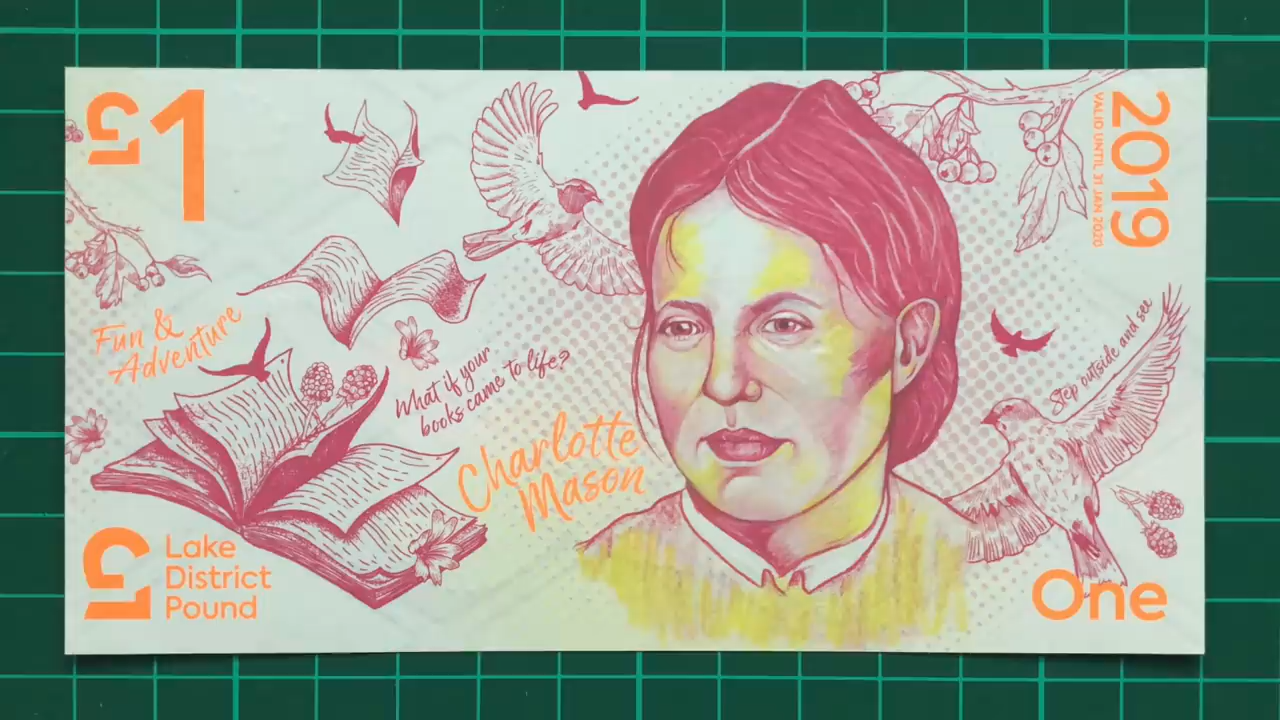 £1
2019
VALID UNTIL 31 JAN 2020
Fun &
Adventure
What if your
books came to life?
Charlotte
Mason
Step outside and see
Lake
District
Pound
One